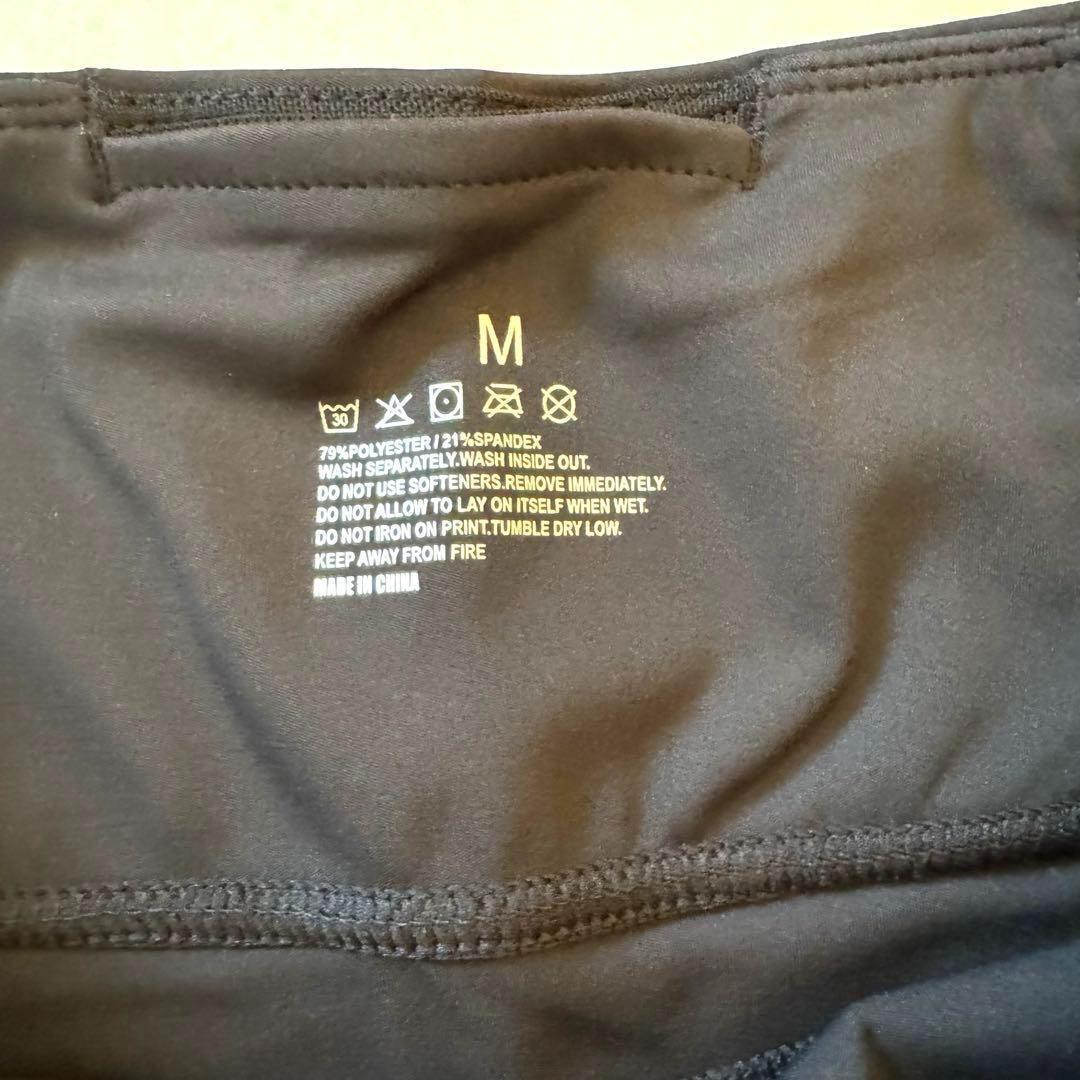 M
30
79%POLYESTER / 21%SPANDEX
WASH SEPARATELY.WASH INSIDE OUT.
DO NOT USE SOFTENERS.REMOVE IMMEDIATELY.
DO NOT ALLOW TO LAY ON ITSELF WHEN WET.
DO NOT IRON ON PRINT.TUMBLE DRY LOW.
KEEP AWAY FROM FIRE
MADE IN CHINA